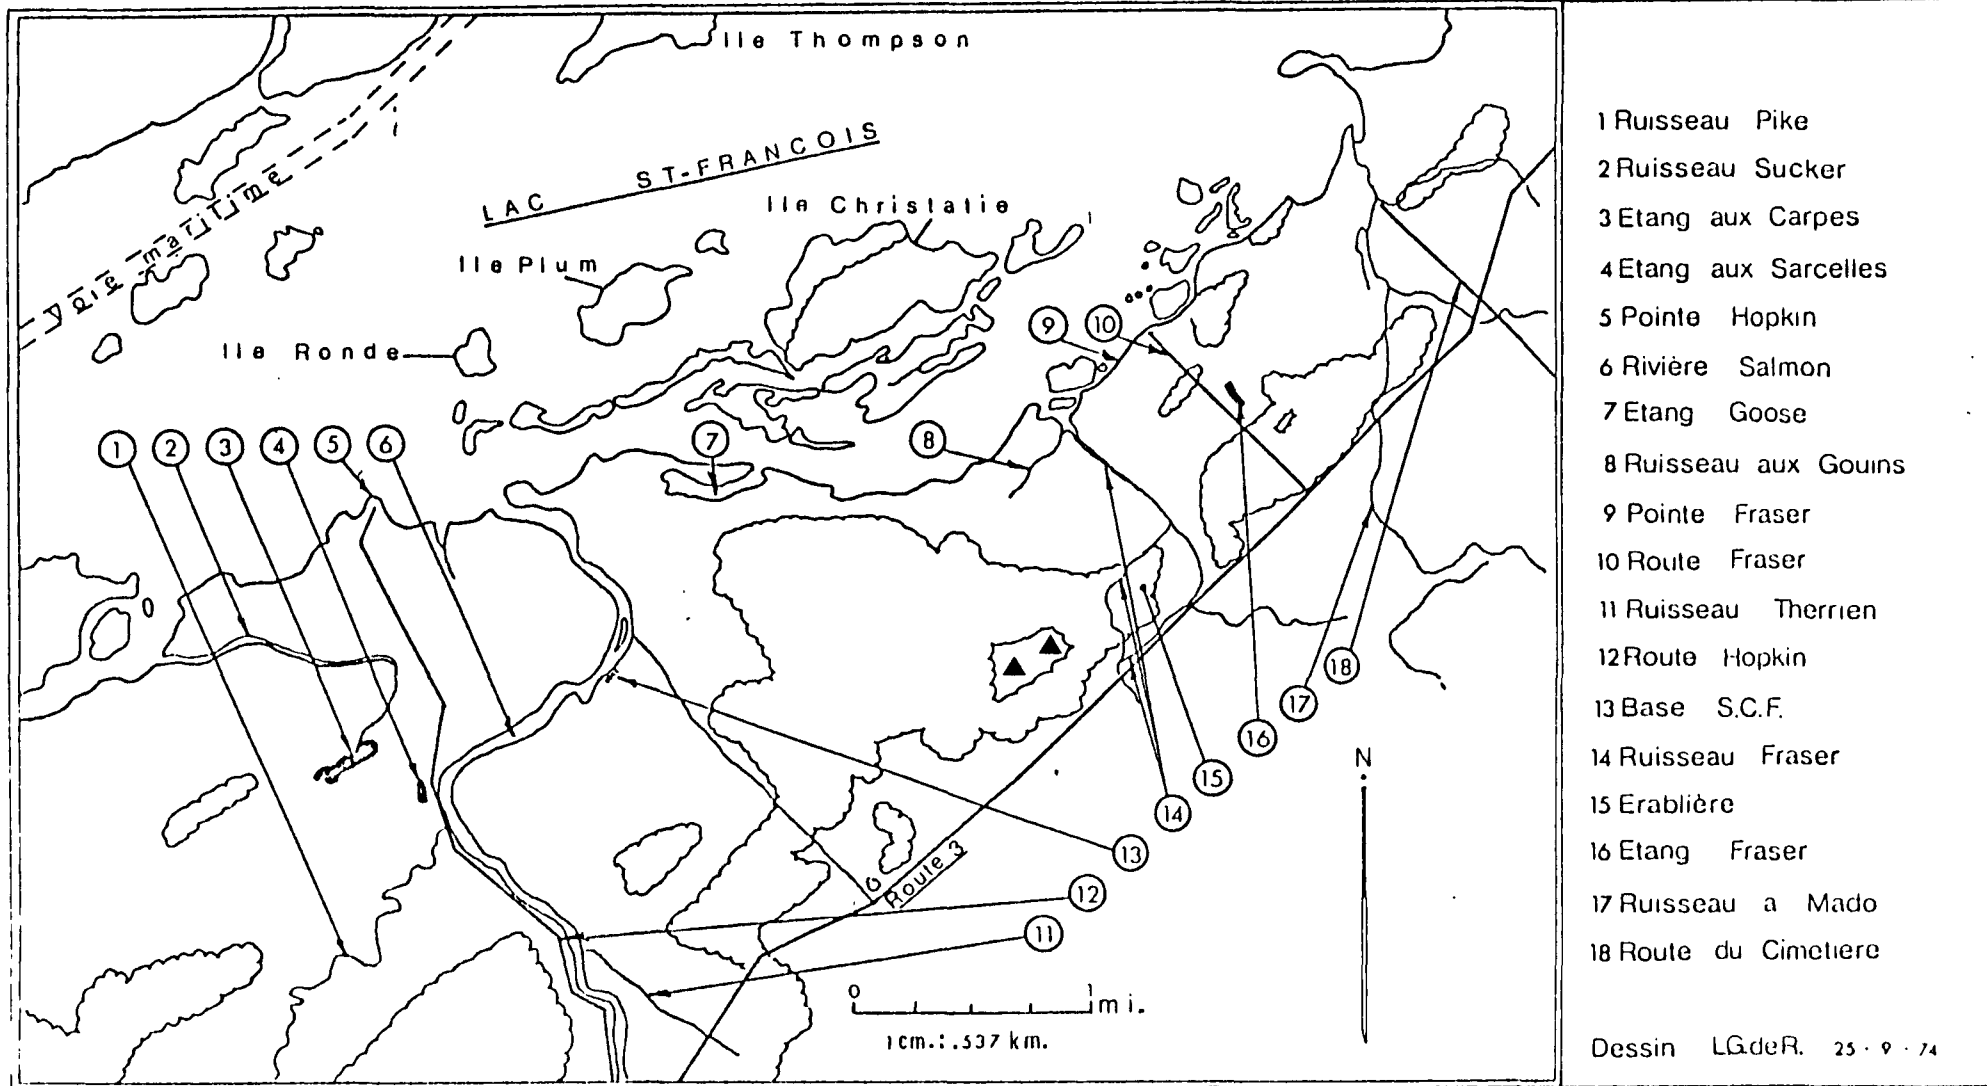 Ile Thompson
LAC ST-FRANCOIS
Ile Christatie
Voie maritime
Ile Plum
Ile Ronde
9
10
1
2
3
4
5
6
7
8
18
17
16
N
15
14
13
12
11
Route 3
0 1 mi.
1cm.:.537 km.
1 Ruisseau Pike
2 Ruisseau Sucker
3 Etang aux Carpes
4 Etang aux Sarcelles
5 Pointe Hopkin
6 Rivière Salmon
7 Etang Goose
8 Ruisseau aux Gouins
9 Pointe Fraser
10 Route Fraser
11 Ruisseau Therrien
12 Route Hopkin
13 Base S.C.F.
14 Ruisseau Fraser
15 Erablière
16 Etang Fraser
17 Ruisseau a Mado
18 Route du Cimetiere
Dessin LG.deR. 25 · 9 · 74